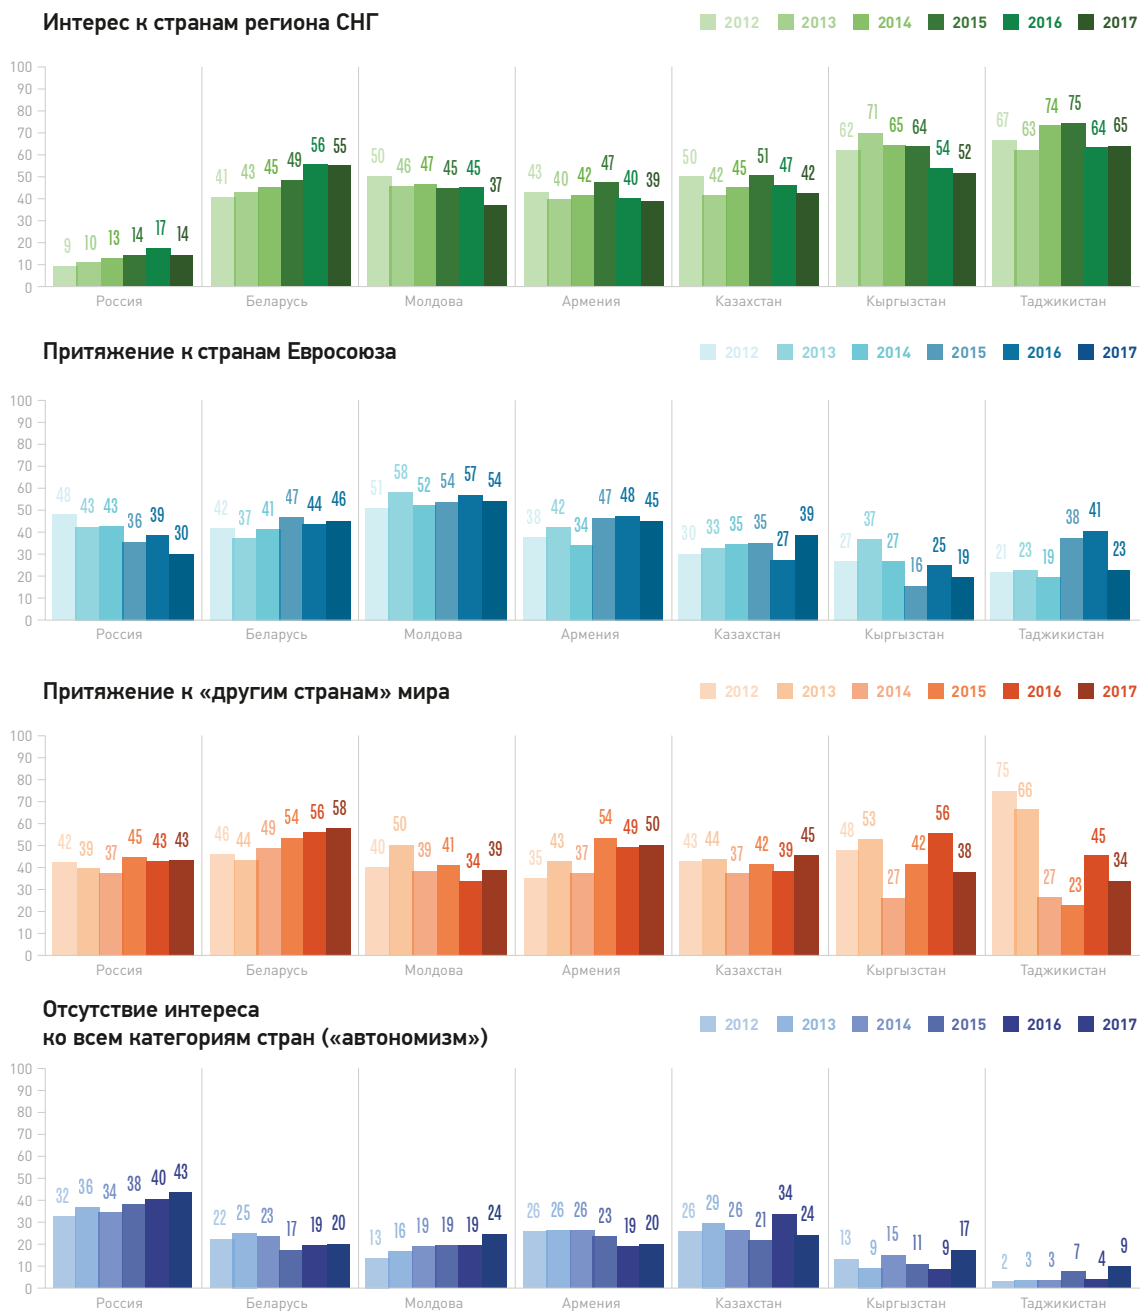 Интерес к странам региона СНГ
2012 2013 2014 2015 2016 2017
100
90
80
70
60
50
40
30
20
10
0
9 10 13 14 17 14
41 43 45 49 56 55
50 46 47 45 45 37
43 40 42 47 40 39
50 42 45 51 47 42
62 71 65 64 54 52
67 63 74 75 64 65
Россия Беларусь Молдова Армения Казахстан Кыргызстан Таджикистан
Притяжение к странам Евросоюза
2012 2013 2014 2015 2016 2017
100
90
80
70
60
50
40
30
20
10
0
48 43 43 36 39 30
42 37 41 47 44 46
51 58 52 54 57 54
38 42 34 47 48 45
30 33 35 35 27 39
27 37 27 16 25 19
21 23 19 38 41 23
Россия Беларусь Молдова Армения Казахстан Кыргызстан Таджикистан
Притяжение к «другим странам» мира
2012 2013 2014 2015 2016 2017
100
90
80
70
60
50
40
30
20
10
0
42 39 37 45 43 43
46 44 49 54 56 58
40 50 39 41 34 39
35 43 37 54 49 50
43 44 37 42 39 45
48 53 27 42 56 38
75 66 27 23 45 34
Россия Беларусь Молдова Армения Казахстан Кыргызстан Таджикистан
Отсутствие интереса
ко всем категориям стран («автономизм»)
2012 2013 2014 2015 2016 2017
100
90
80
70
60
50
40
30
20
10
0
32 36 34 38 40 43
22 25 23 17 19 20
13 16 19 19 19 24
26 26 26 23 19 20
26 29 26 21 34 24
13 9 15 11 9 17
2 3 3 7 4 9
Россия Беларусь Молдова Армения Казахстан Кыргызстан Таджикистан